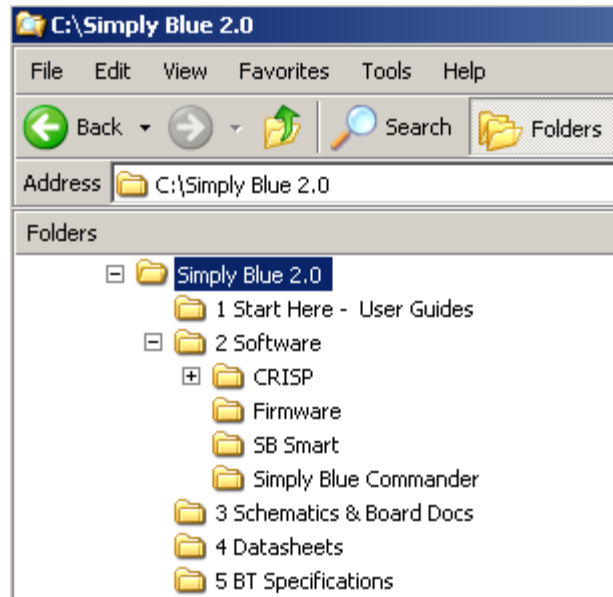 C:\Simply Blue 2.0
File Edit View Favorites Tools Help
Back Search Folders
Address C:\Simply Blue 2.0
Folders
Simply Blue 2.0
1 Start Here - User Guides
2 Software
CRISP
Firmware
SB Smart
Simply Blue Commander
3 Schematics & Board Docs
4 Datasheets
5 BT Specifications